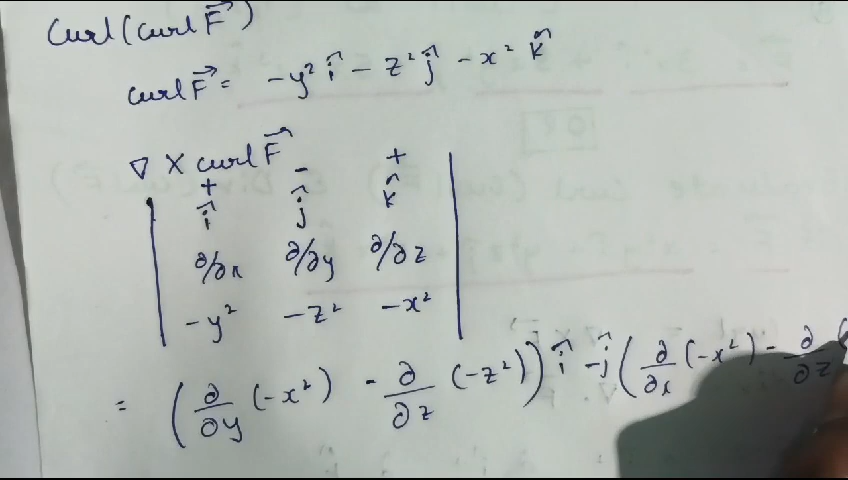 Curl(curl F⃗)
curl F⃗ = -y² î - z² ĵ - x² k̂
∇ × curl F⃗
+ - +
î ĵ k̂
∂/∂x ∂/∂y ∂/∂z
-y² -z² -x²
= (∂/∂y (-x²) - ∂/∂z (-z²)) î - ĵ (∂/∂x (-x²) - ∂/∂z (